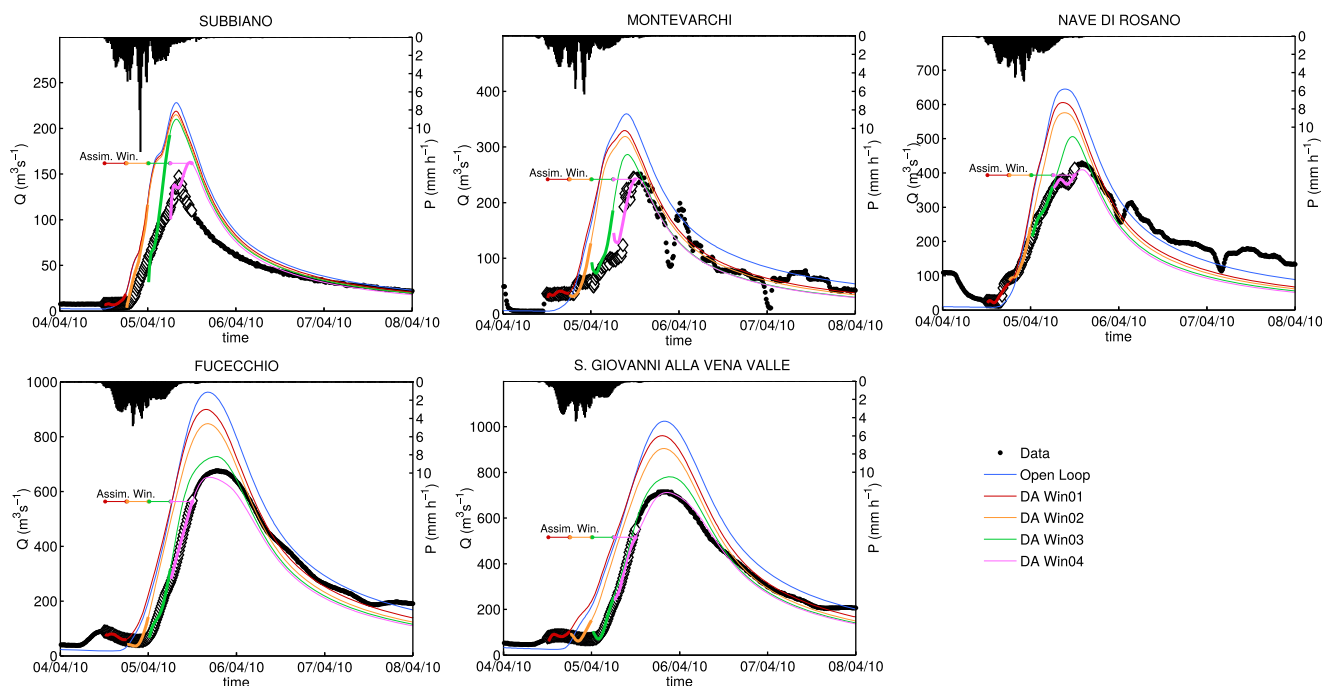 SUBBIANO
Q (m³s⁻¹)
0
50
100
150
200
250
P (mm h⁻¹)
0
2
4
6
8
10
Assim. Win.
04/04/10 05/04/10 06/04/10 07/04/10 08/04/10
time
MONTEVARCHI
Q (m³s⁻¹)
0
100
200
300
400
P (mm h⁻¹)
0
2
4
6
8
10
Assim. Win.
04/04/10 05/04/10 06/04/10 07/04/10 08/04/10
time
NAVE DI ROSANO
Q (m³s⁻¹)
0
100
200
300
400
500
600
700
P (mm h⁻¹)
0
2
4
6
8
10
Assim. Win.
04/04/10 05/04/10 06/04/10 07/04/10 08/04/10
time
FUCECCHIO
Q (m³s⁻¹)
0
200
400
600
800
1000
P (mm h⁻¹)
0
2
4
6
8
10
Assim. Win.
04/04/10 05/04/10 06/04/10 07/04/10 08/04/10
time
S. GIOVANNI ALLA VENA VALLE
Q (m³s⁻¹)
0
200
400
600
800
1000
P (mm h⁻¹)
0
2
4
6
8
10
Assim. Win.
04/04/10 05/04/10 06/04/10 07/04/10 08/04/10
time
Data
Open Loop
DA Win01
DA Win02
DA Win03
DA Win04